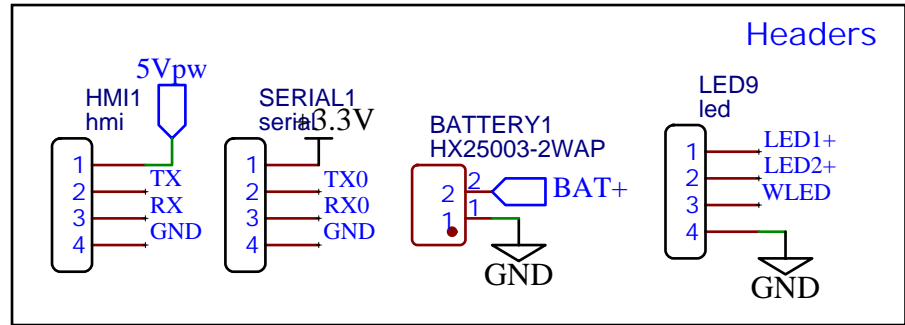 Headers
5Vpw
HMI1
hmi
1
2
3
4
TX
RX
GND
SERIAL1
serial
+3.3V
1
2
3
4
TX0
RX0
GND
BATTERY1
HX25003-2WAP
2
1
2
1
BAT+
GND
LED9
led
1
2
3
4
LED1+
LED2+
WLED
GND